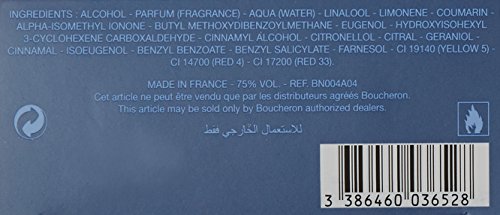 INGREDIENTS : ALCOHOL - PARFUM (FRAGRANCE) - AQUA (WATER) - LINALOOL - LIMONENE - COUMARIN
ALPHA-ISOMETHYL IONONE - BUTYL METHOXYDIBENZOYLMETHANE - EUGENOL - HYDROXYISOHEXYL
3-CYCLOHEXENE CARBOXALDEHYDE - CINNAMYL ALCOHOL - CITRONELLOL - CITRAL - GERANIOL -
CINNAMAL - ISOEUGENOL - BENZYL BENZOATE - BENZYL SALICYLATE - FARNESOL - CI 19140 (YELLOW 5) -
CI 14700 (RED 4) - CI 17200 (RED 33).
MADE IN FRANCE - 75% VOL. - REF. BN004A04
Cet article ne peut être vendu que par les distributeurs agréés Boucheron.
This article may be sold only by Boucheron authorized dealers.
للاستعمال الخارجي فقط
3 386460 036528